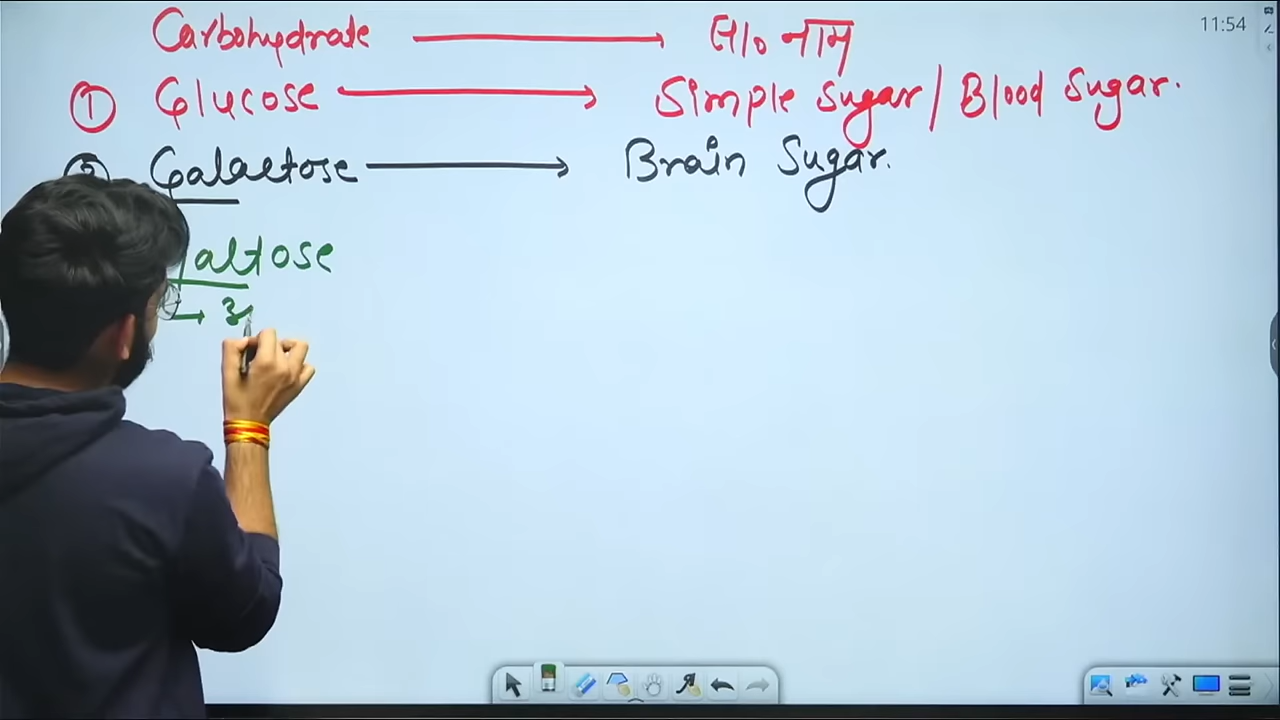 11:54
Carbohydrate → सा० नाम
① Glucose → Simple Sugar / Blood Sugar.
Galactose → Brain Sugar.
altose
→